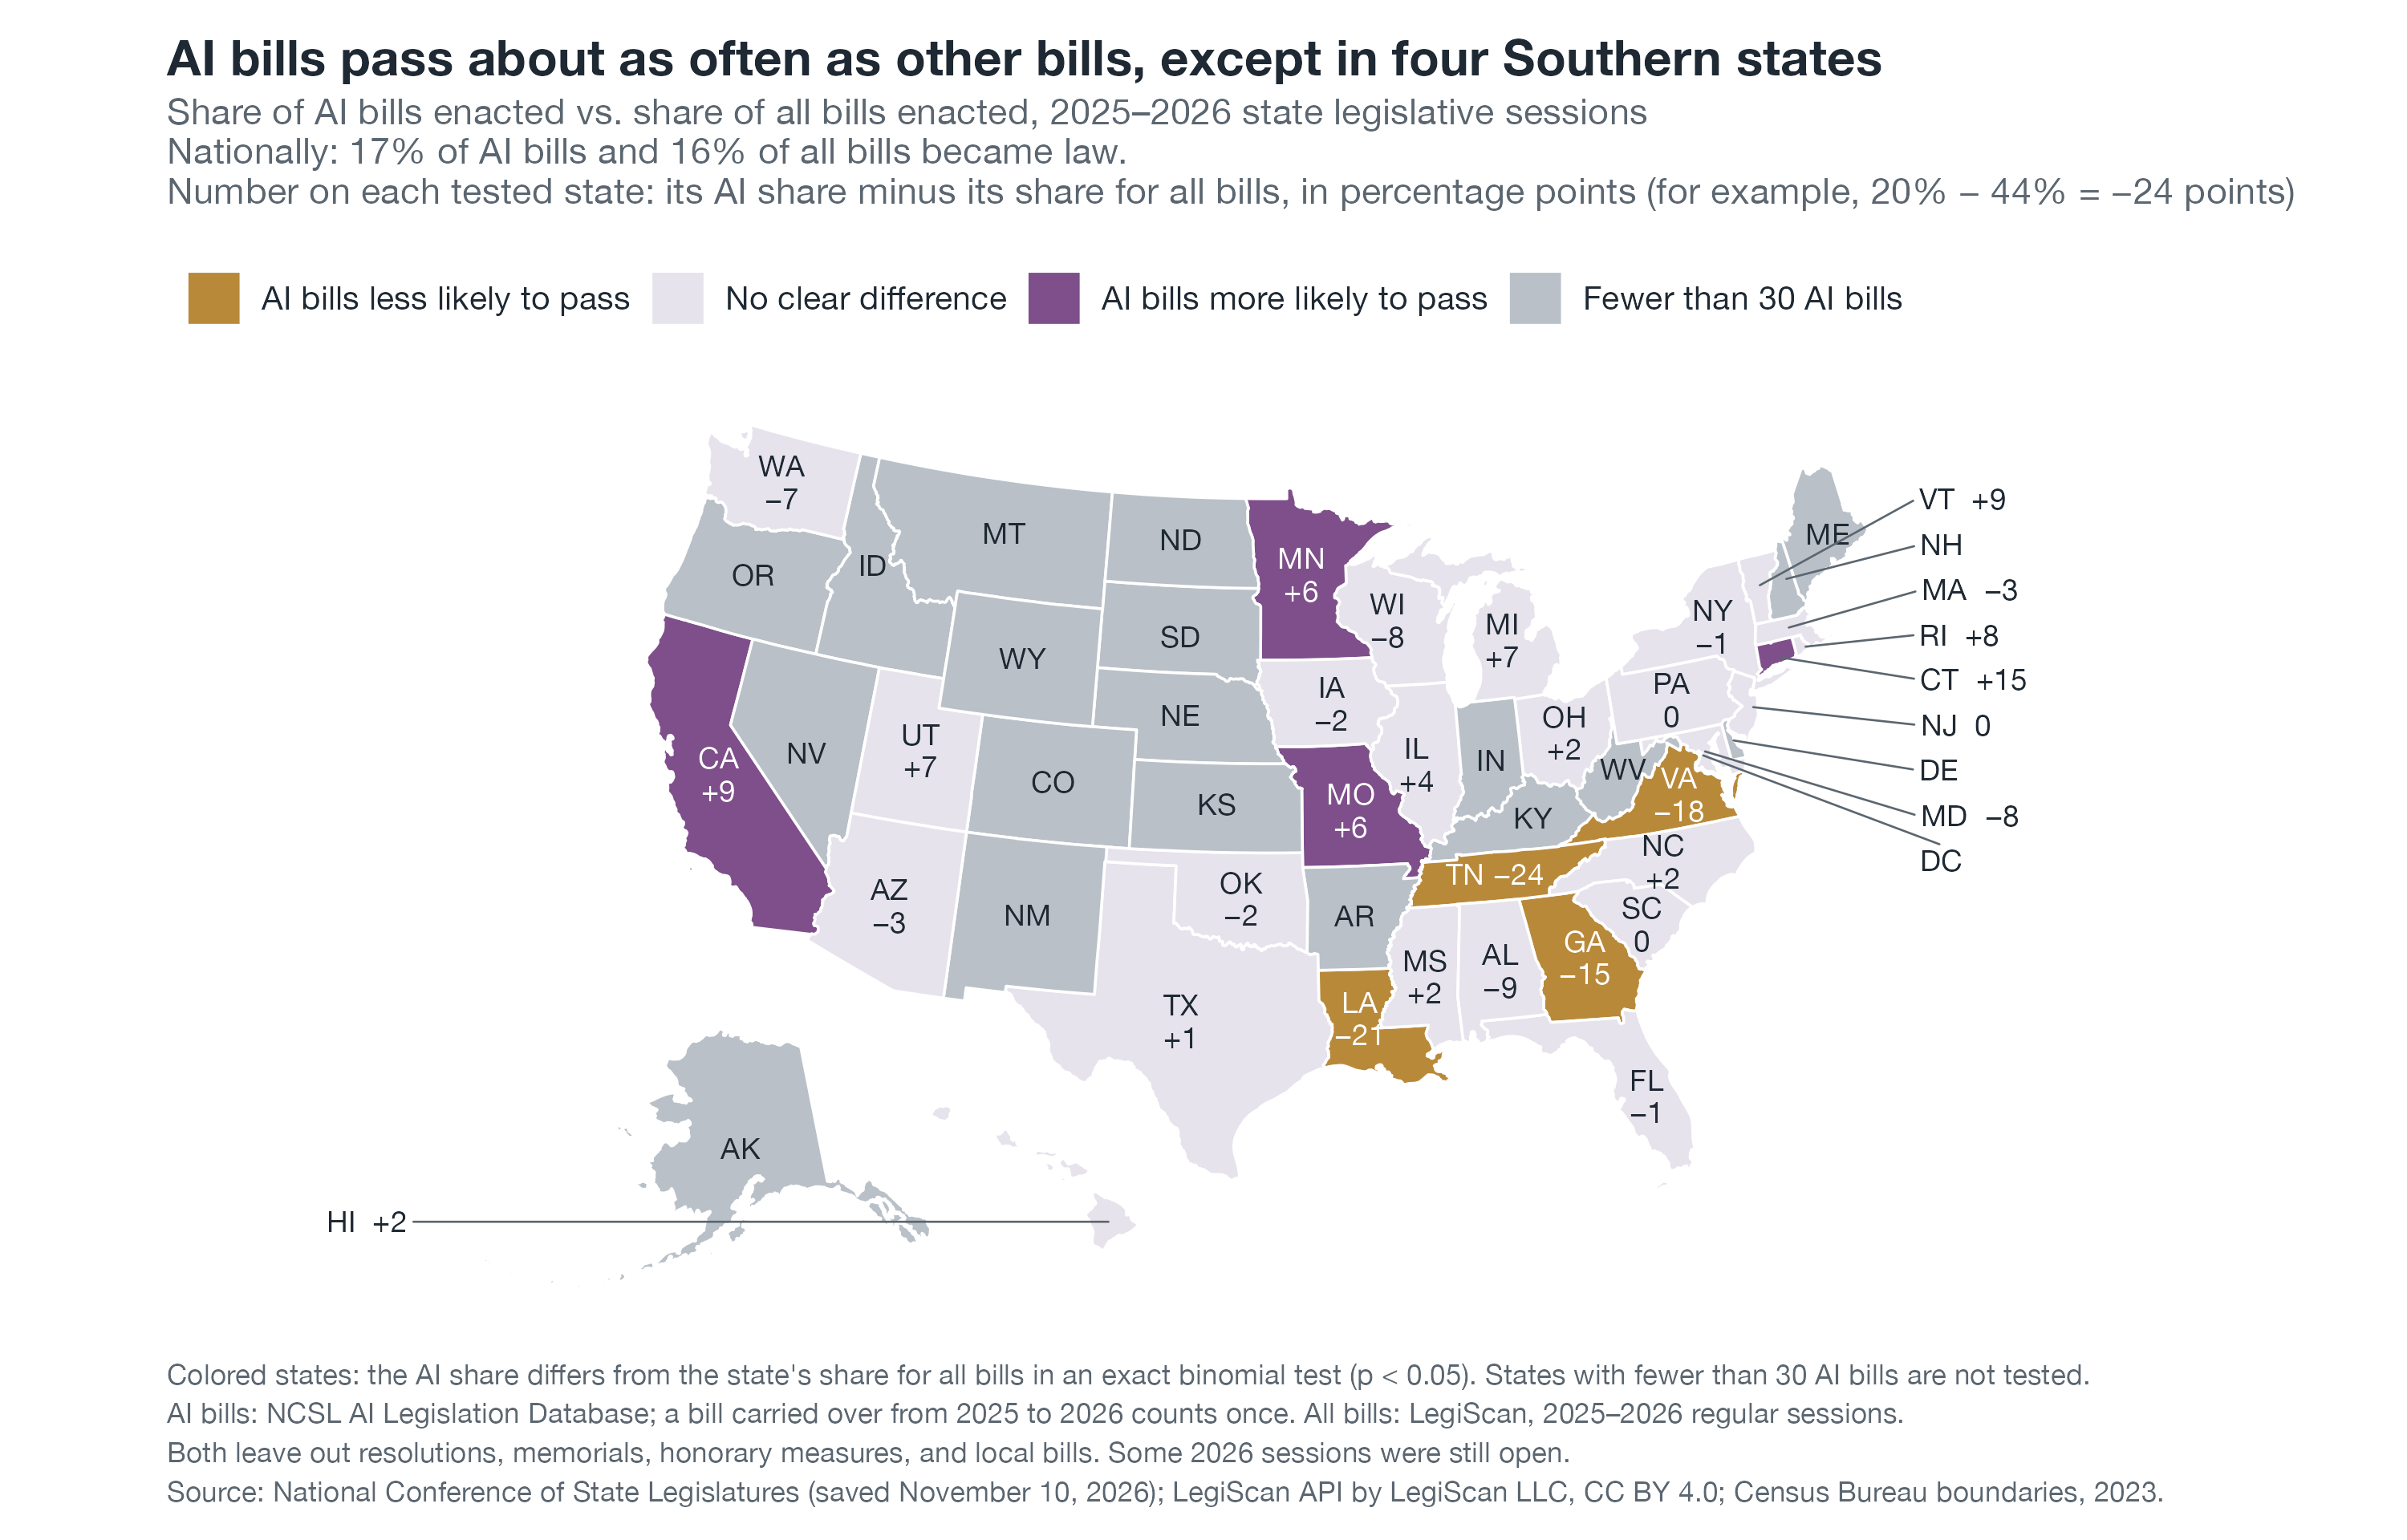 AI bills pass about as often as other bills, except in four Southern states
Share of AI bills enacted vs. share of all bills enacted, 2025–2026 state legislative sessions
Nationally: 17% of AI bills and 16% of all bills became law.
Number on each tested state: its AI share minus its share for all bills, in percentage points (for example, 20% − 44% = −24 points)
AI bills less likely to pass
No clear difference
AI bills more likely to pass
Fewer than 30 AI bills
WA
−7
OR
ID
MT
ND
MN
+6
WI
−8
MI
+7
NY
−1
ME
VT +9
NH
MA −3
RI +8
CT +15
NJ 0
DE
MD −8
DC
WY
SD
IA
−2
NE
PA
0
OH
+2
IN
IL
+4
CA
+9
NV
UT
+7
CO
KS
MO
+6
KY
WV
VA
−18
NC
+2
TN −24
SC
0
AZ
−3
NM
OK
−2
AR
MS
+2
AL
−9
GA
−15
TX
+1
LA
−21
FL
−1
AK
HI +2
Colored states: the AI share differs from the state's share for all bills in an exact binomial test (p < 0.05). States with fewer than 30 AI bills are not tested.
AI bills: NCSL AI Legislation Database; a bill carried over from 2025 to 2026 counts once. All bills: LegiScan, 2025–2026 regular sessions.
Both leave out resolutions, memorials, honorary measures, and local bills. Some 2026 sessions were still open.
Source: National Conference of State Legislatures (saved November 10, 2026); LegiScan API by LegiScan LLC, CC BY 4.0; Census Bureau boundaries, 2023.